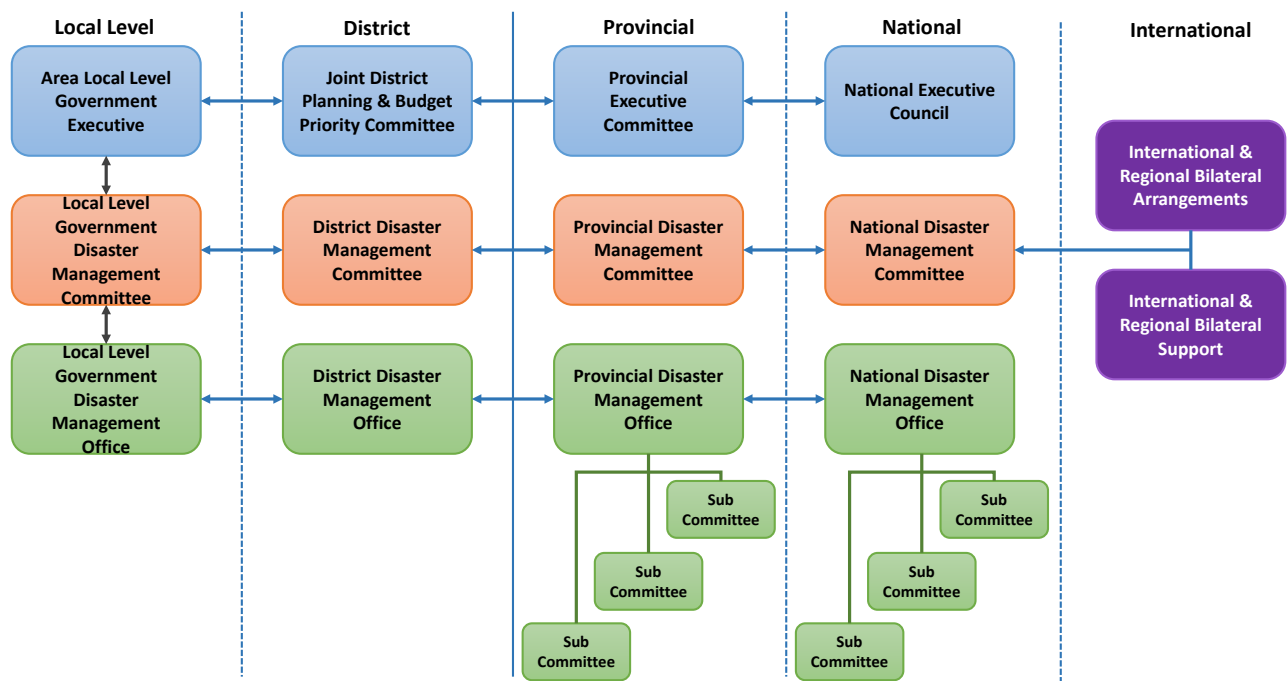 Local Level
District
Provincial
National
International
Area Local Level
Government
Executive
Joint District
Planning & Budget
Priority Committee
Provincial
Executive
Committee
National Executive
Council
International &
Regional Bilateral
Arrangements
Local Level
Government
Disaster
Management
Committee
District Disaster
Management
Committee
Provincial Disaster
Management
Committee
National Disaster
Management
Committee
International &
Regional Bilateral
Support
Local Level
Government
Disaster
Management
Office
District Disaster
Management
Office
Provincial Disaster
Management
Office
National Disaster
Management
Office
Sub
Committee
Sub
Committee
Sub
Committee
Sub
Committee
Sub
Committee
Sub
Committee